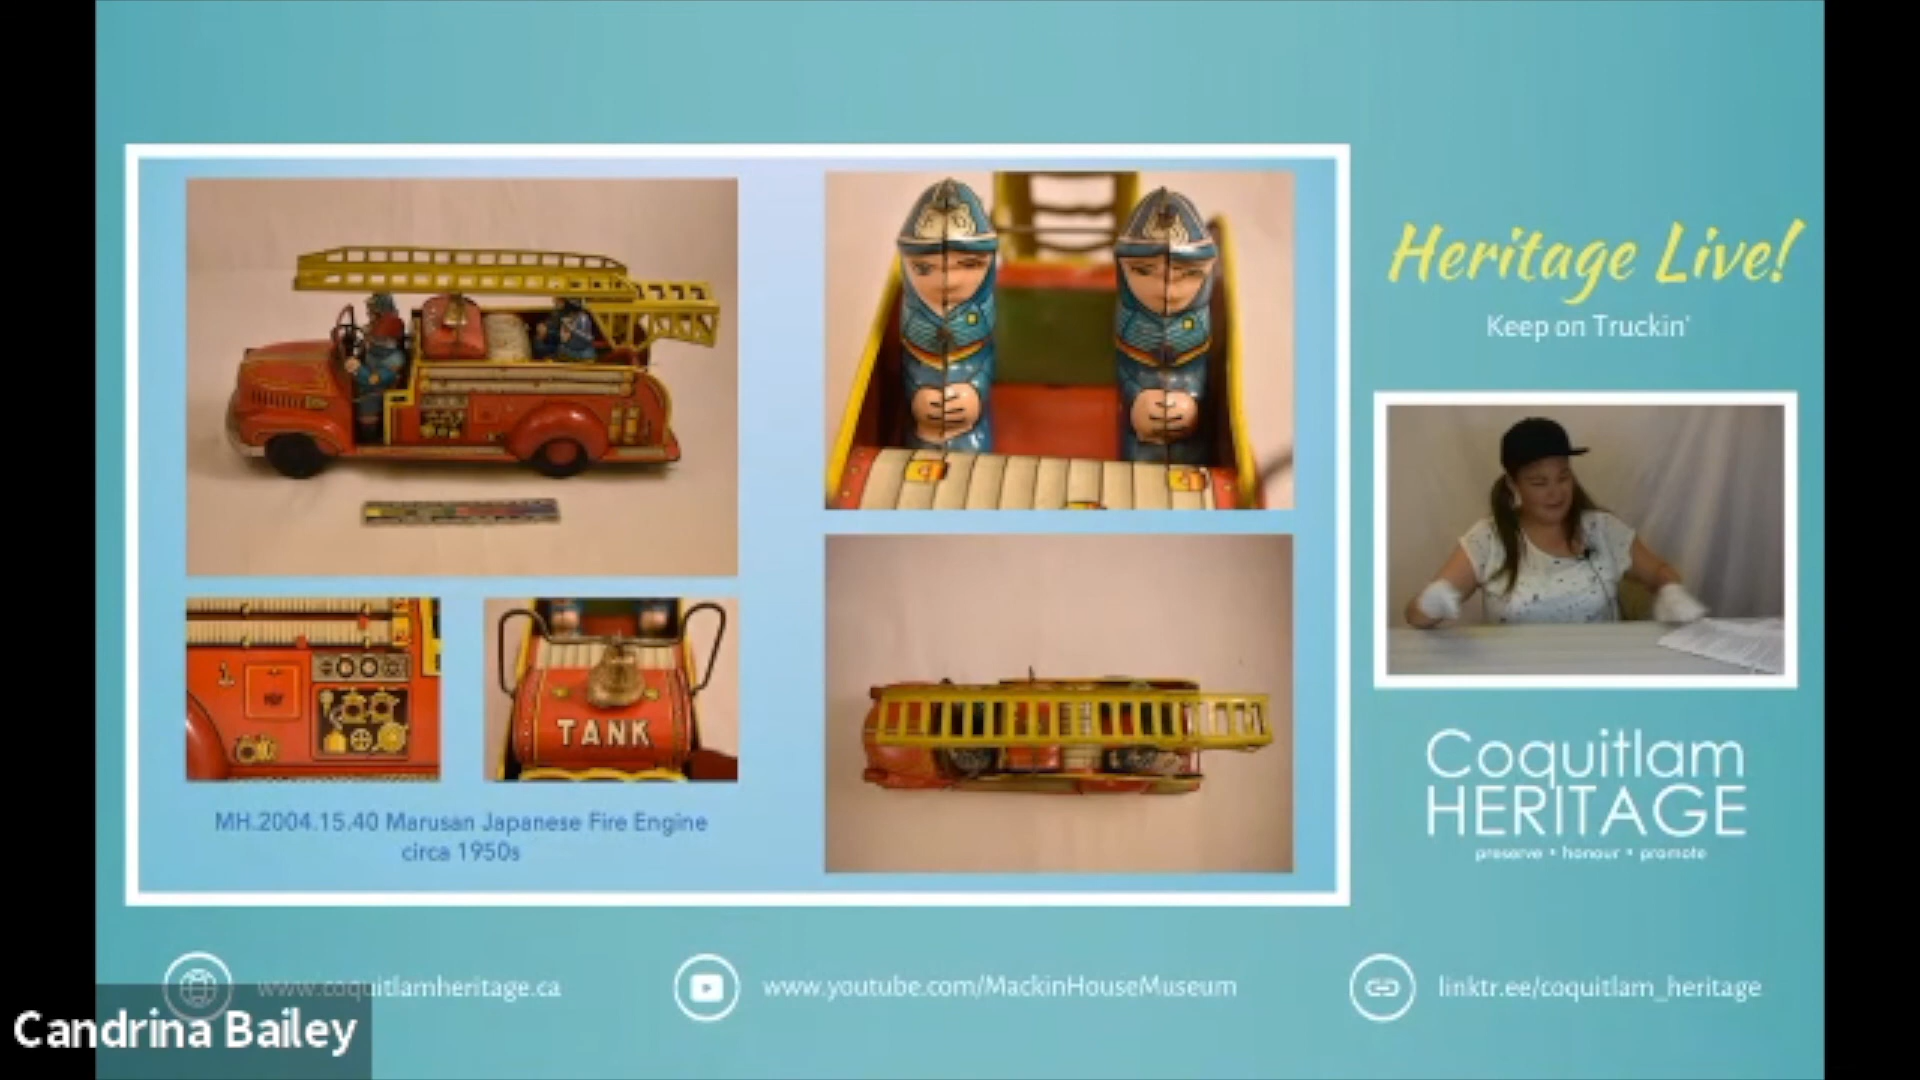 Heritage Live!
Keep on Truckin'
TANK
MH.2004.15.40 Marusan Japanese Fire Engine
circa 1950s
Coquitlam
HERITAGE
preserve • honour • promote
www.coquitlamheritage.ca
www.youtube.com/MackinHouseMuseum
linktr.ee/coquitlam_heritage
Candrina Bailey